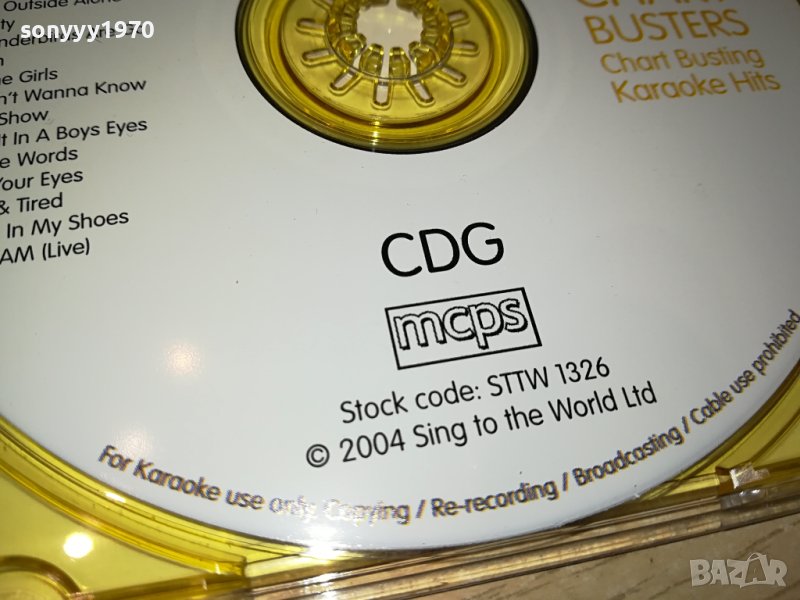 Outside Alone
sonyyy1970
e Girls
n't Wanna Know
Show
t In A Boys Eyes
e Words
Your Eyes
& Tired
In My Shoes
AM (Live)
BUSTERS
Chart Busting
Karaoke Hits
CDG
mcps
Stock code: STTW 1326
© 2004 Sing to the World Ltd
For Karaoke use only. Copying / Re-recording / Broadcasting / Cable use prohibited
BAZAR